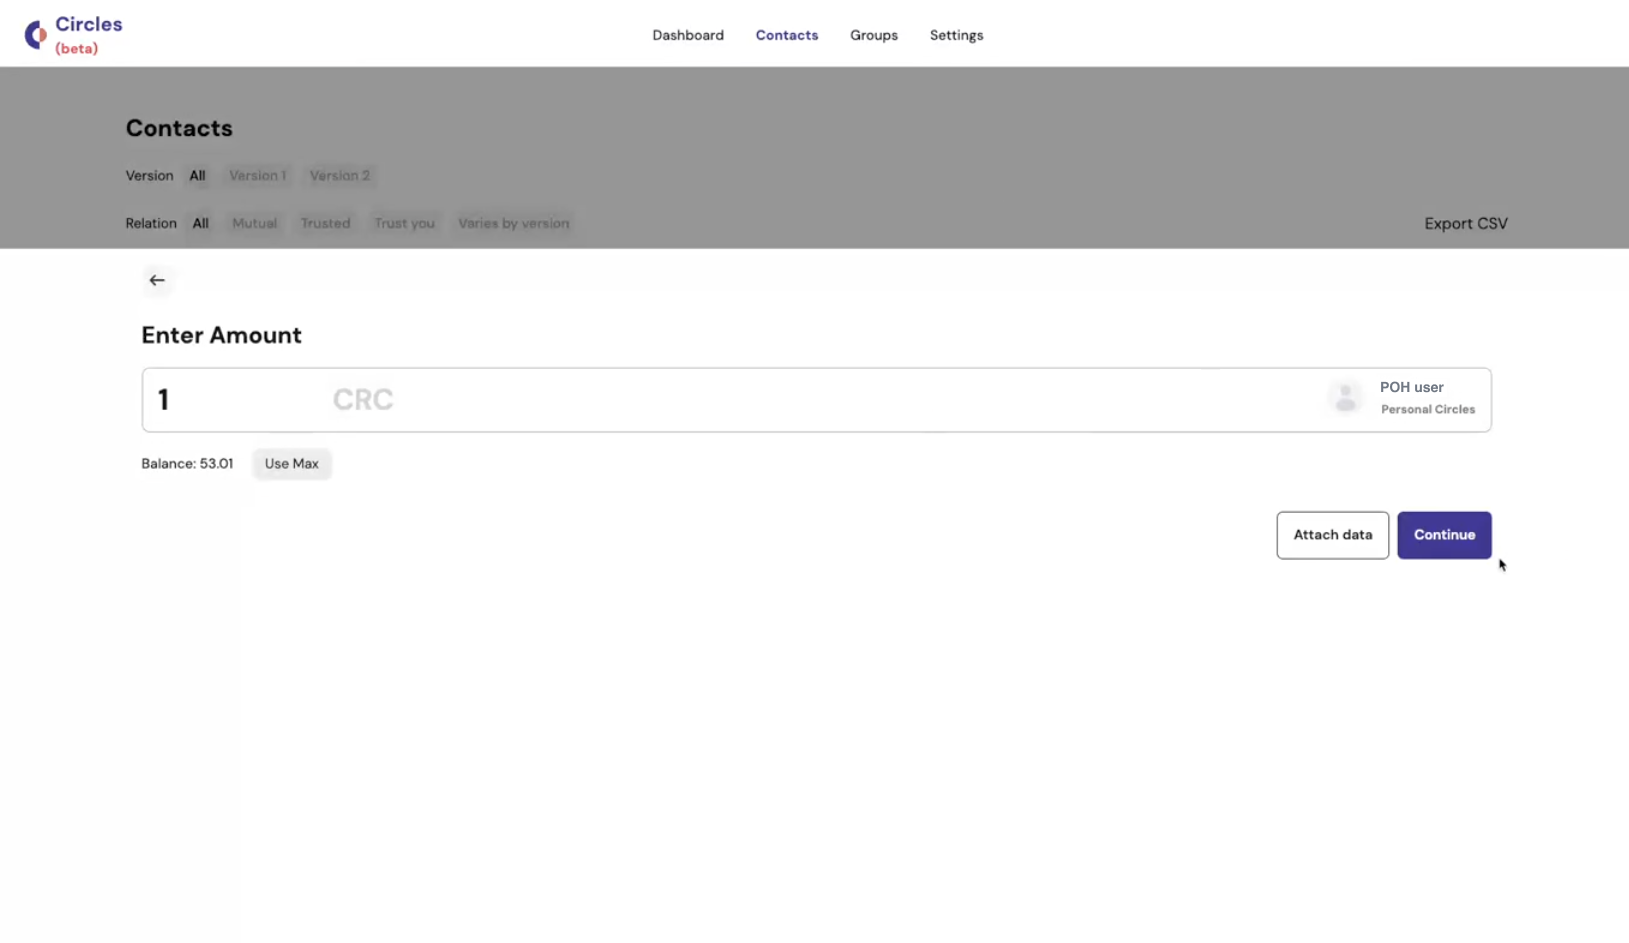 Circles
(beta)
Dashboard Contacts Groups Settings
Contacts
Version All Version 1 Version 2
Relation All Mutual Trusted Trust you Varies by version Export CSV
←
Enter Amount
1 CRC
POH user
Personal Circles
Balance: 53.01 Use Max
Attach data Continue